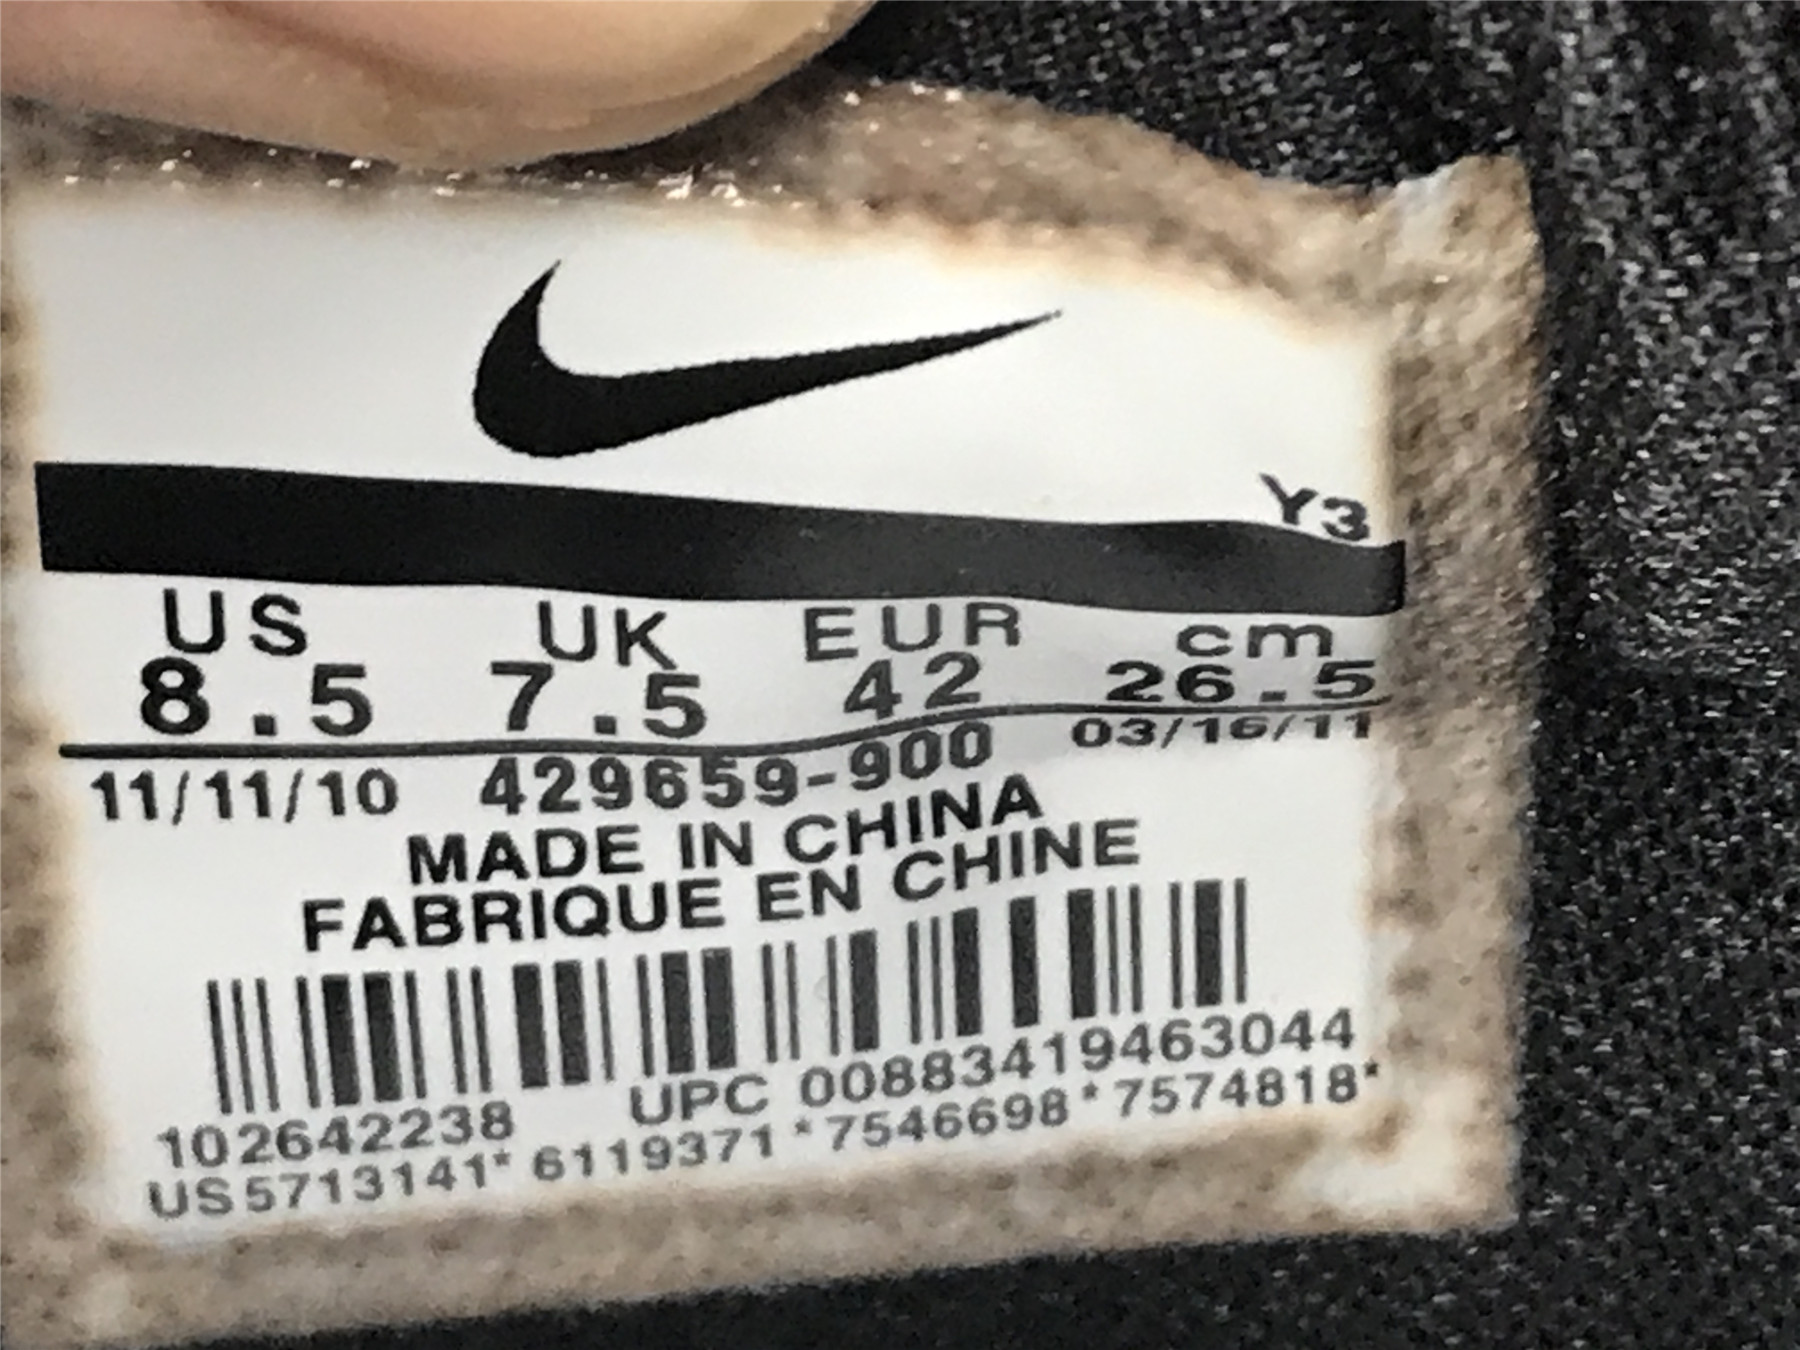 Y3
US UK EUR cm
8.5 7.5 42 26.5
11/11/10 429659-900 03/16/11
MADE IN CHINA
FABRIQUE EN CHINE
102642238 UPC 00883419463044
US5713141*6119371*7546698*7574818*